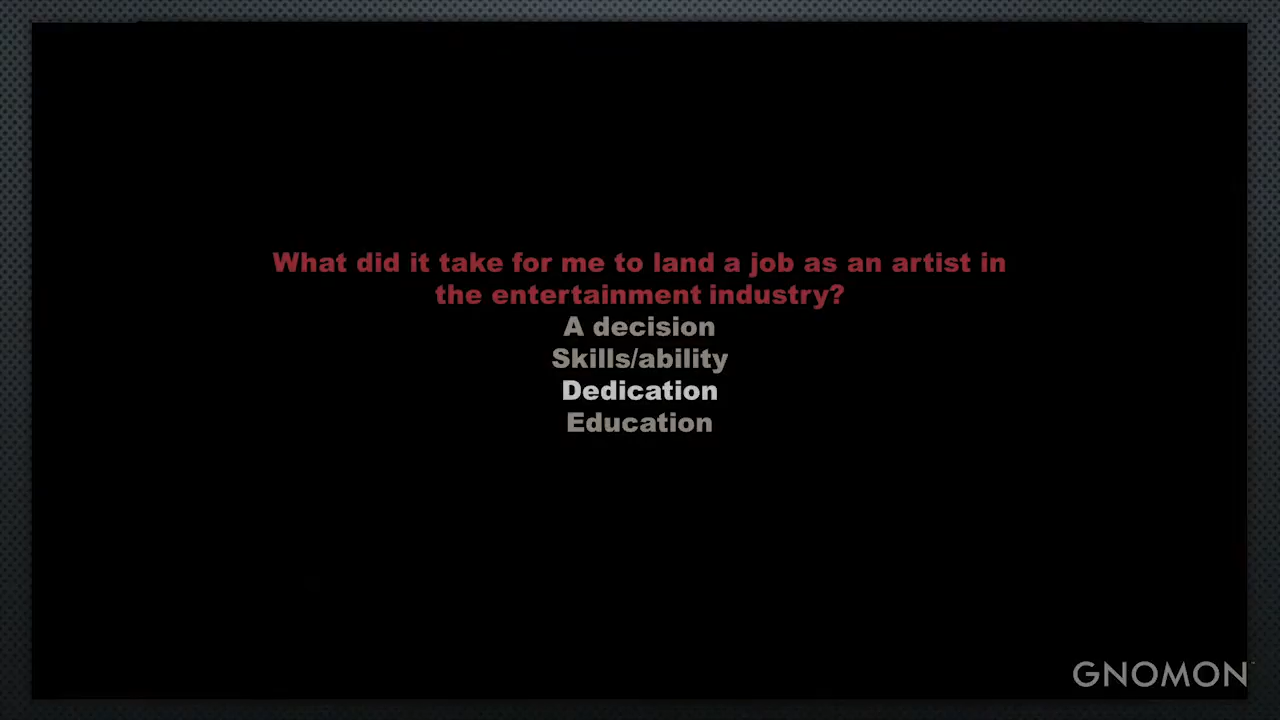 What did it take for me to land a job as an artist in
the entertainment industry?
A decision
Skills/ability
Dedication
Education
GNOMON